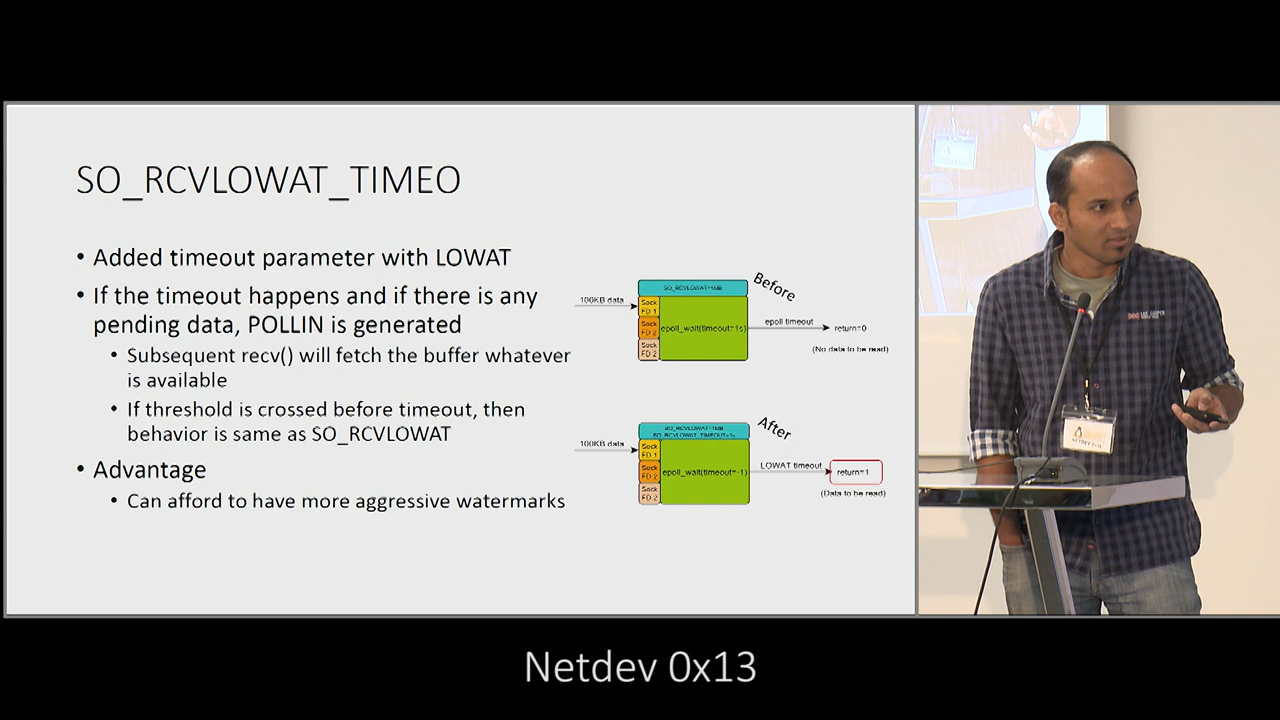 SO_RCVLOWAT_TIMEO
• Added timeout parameter with LOWAT
• If the timeout happens and if there is any
pending data, POLLIN is generated
• Subsequent recv() will fetch the buffer whatever
is available
• If threshold is crossed before timeout, then
behavior is same as SO_RCVLOWAT
• Advantage
• Can afford to have more aggressive watermarks
Before
SO_RCVLOWAT=1MB
100KB data
Sock
FD 1
Sock
FD 2
Sock
FD 2
epoll_wait(timeout=1s)
epoll timeout
return=0
(No data to be read)
After
SO_RCVLOWAT=1MB
SO_RCVLOWAT_TIMEOUT=1s
100KB data
Sock
FD 1
Sock
FD 2
Sock
FD 2
epoll_wait(timeout=-1)
LOWAT timeout
return=1
(Data to be read)
LEE COOPER
NETDEV 0x13
Netdev 0x13